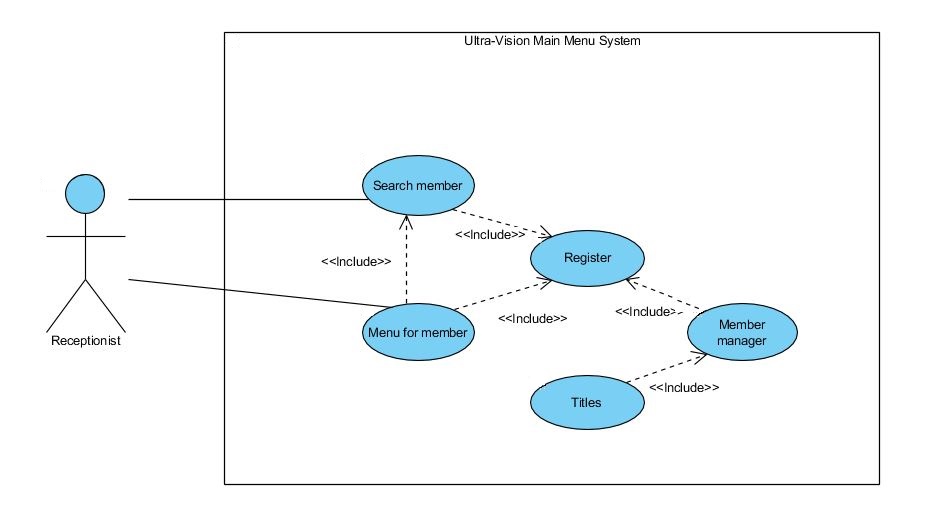 Ultra-Vision Main Menu System
Search member
<<Include>>
Register
<<Include>>
<<Include>>
<<Include>>
Menu for member
Member
manager
Receptionist
<<Include>>
Titles